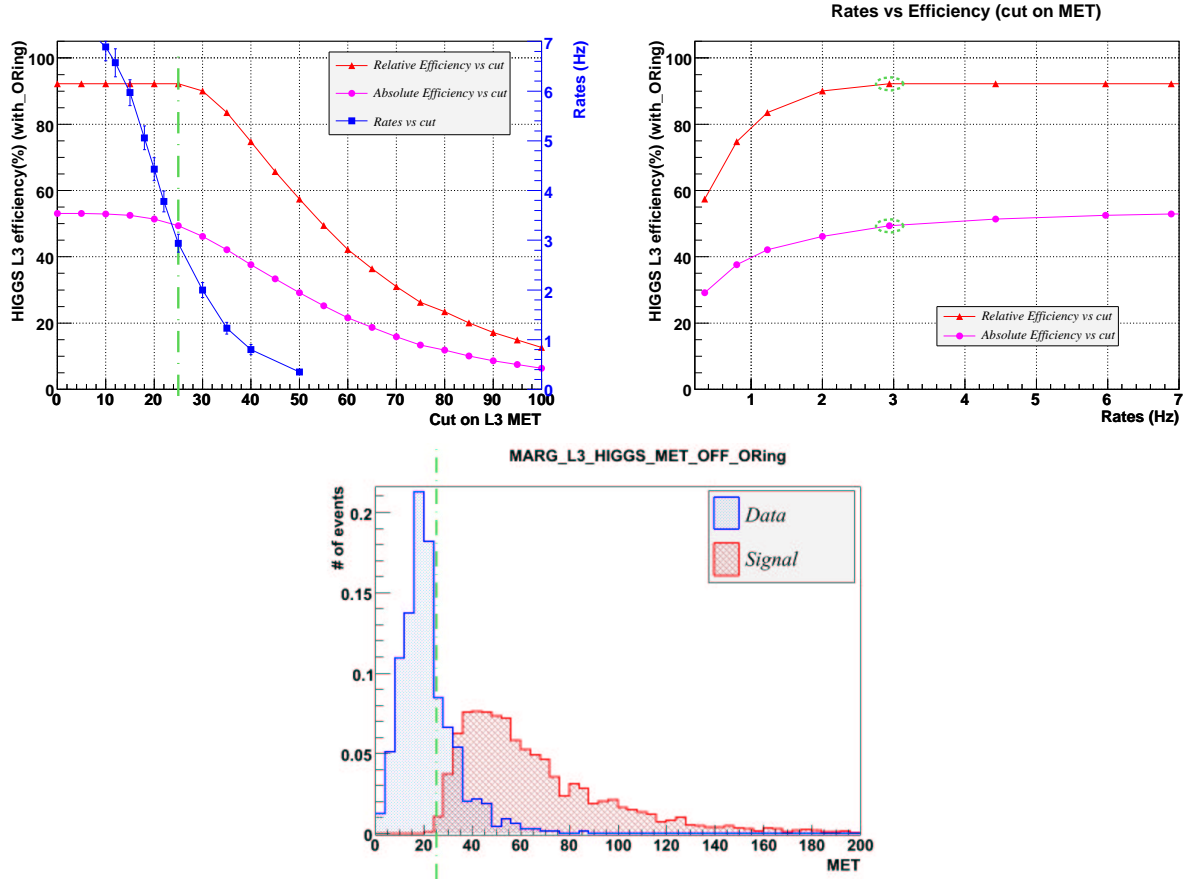 Rates vs Efficiency (cut on MET)
HIGGS L3 efficiency(%) (with_ORing)
100
80
60
40
20
0
Relative Efficiency vs cut
Absolute Efficiency vs cut
Rates vs cut
7
6
5
4
3
2
1
0
Rates (Hz)
0 10 20 30 40 50 60 70 80 90 100
Cut on L3 MET
HIGGS L3 efficiency(%) (with_ORing)
100
80
60
40
20
0
Relative Efficiency vs cut
Absolute Efficiency vs cut
1 2 3 4 5 6 7
Rates (Hz)
MARG_L3_HIGGS_MET_OFF_ORing
# of events
0.2
0.15
0.1
0.05
0
Data
Signal
0 20 40 60 80 100 120 140 160 180 200
MET